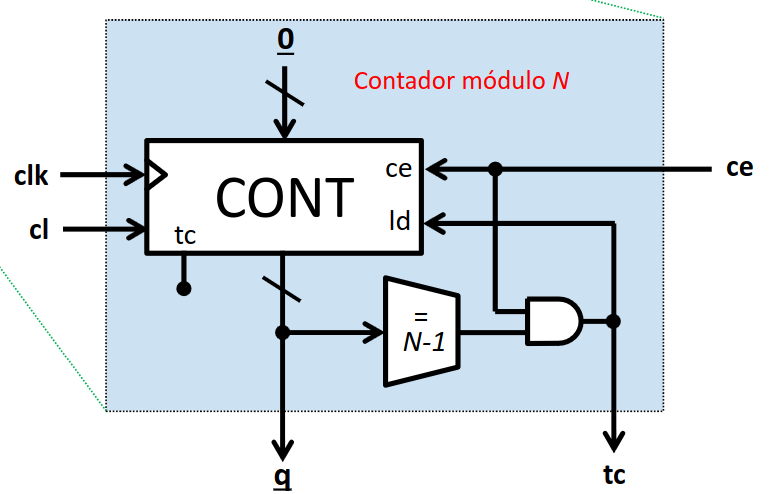 0
Contador módulo N
clk
cl
CONT
tc
ce
ld
ce
=
N-1
q
tc